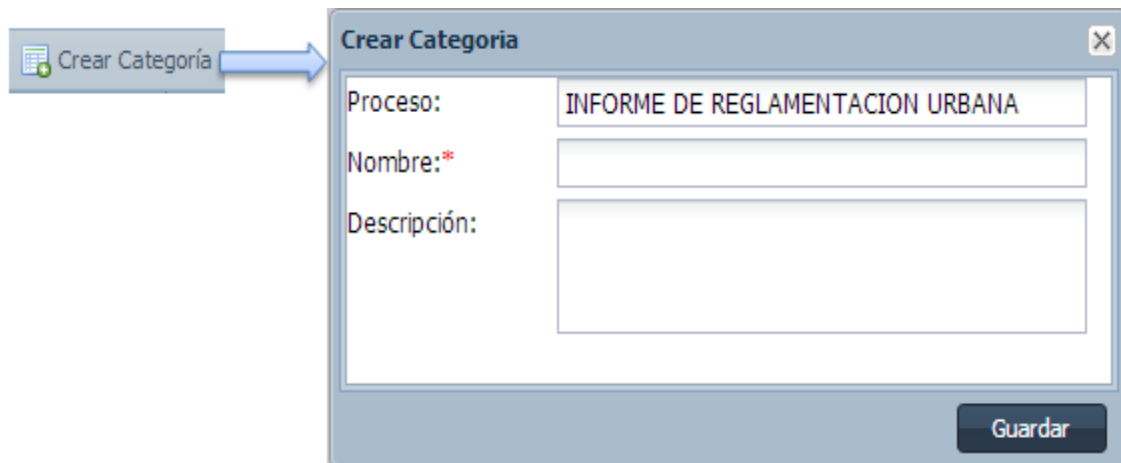 Crear Categoría
Crear Categoria
Proceso:
INFORME DE REGLAMENTACION URBANA
Nombre:*
Descripción:
Guardar